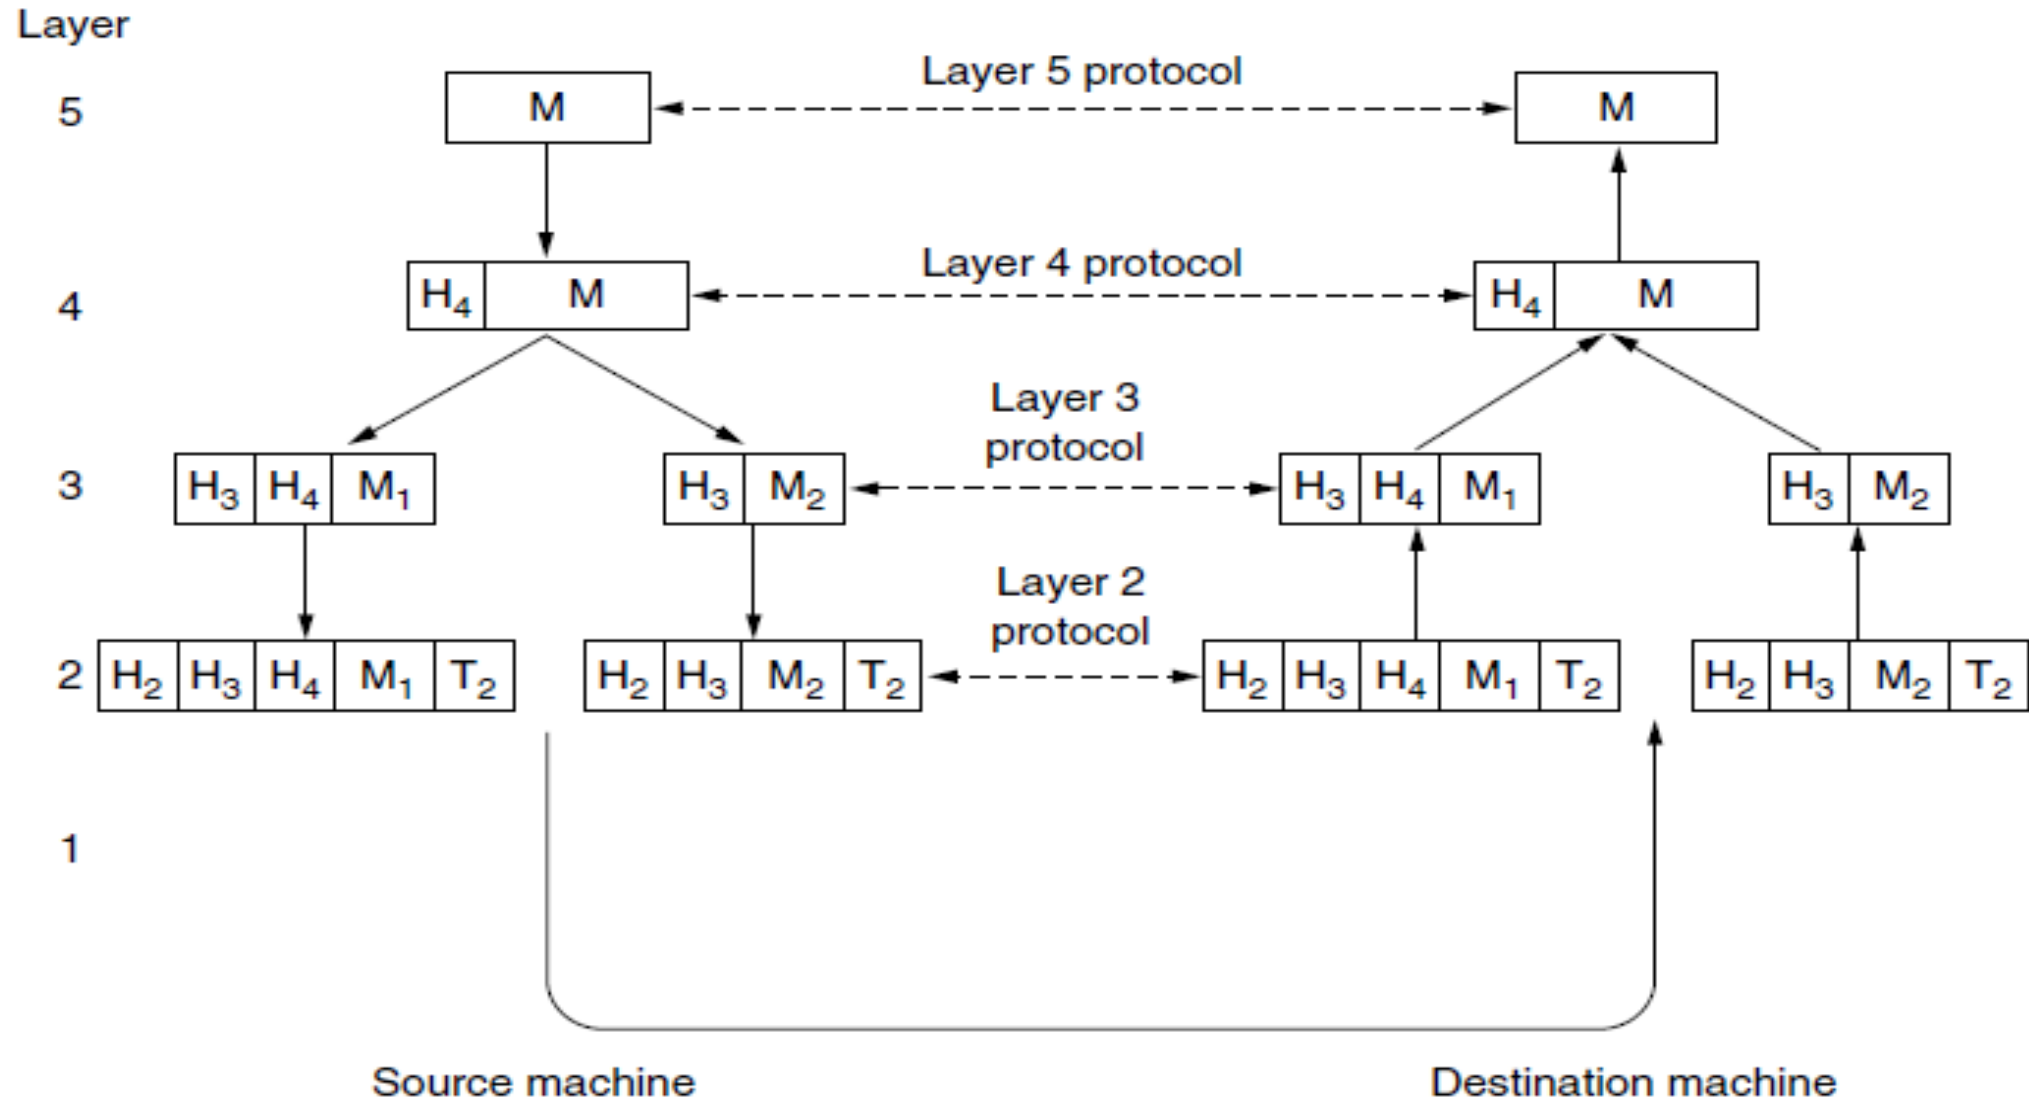 Layer
5 M Layer 5 protocol M
4 H₄ M Layer 4 protocol H₄ M
Layer 3
protocol
3 H₃ H₄ M₁ H₃ M₂ H₃ H₄ M₁ H₃ M₂
Layer 2
protocol
2 H₂ H₃ H₄ M₁ T₂ H₂ H₃ M₂ T₂ H₂ H₃ H₄ M₁ T₂ H₂ H₃ M₂ T₂
1
Source machine Destination machine